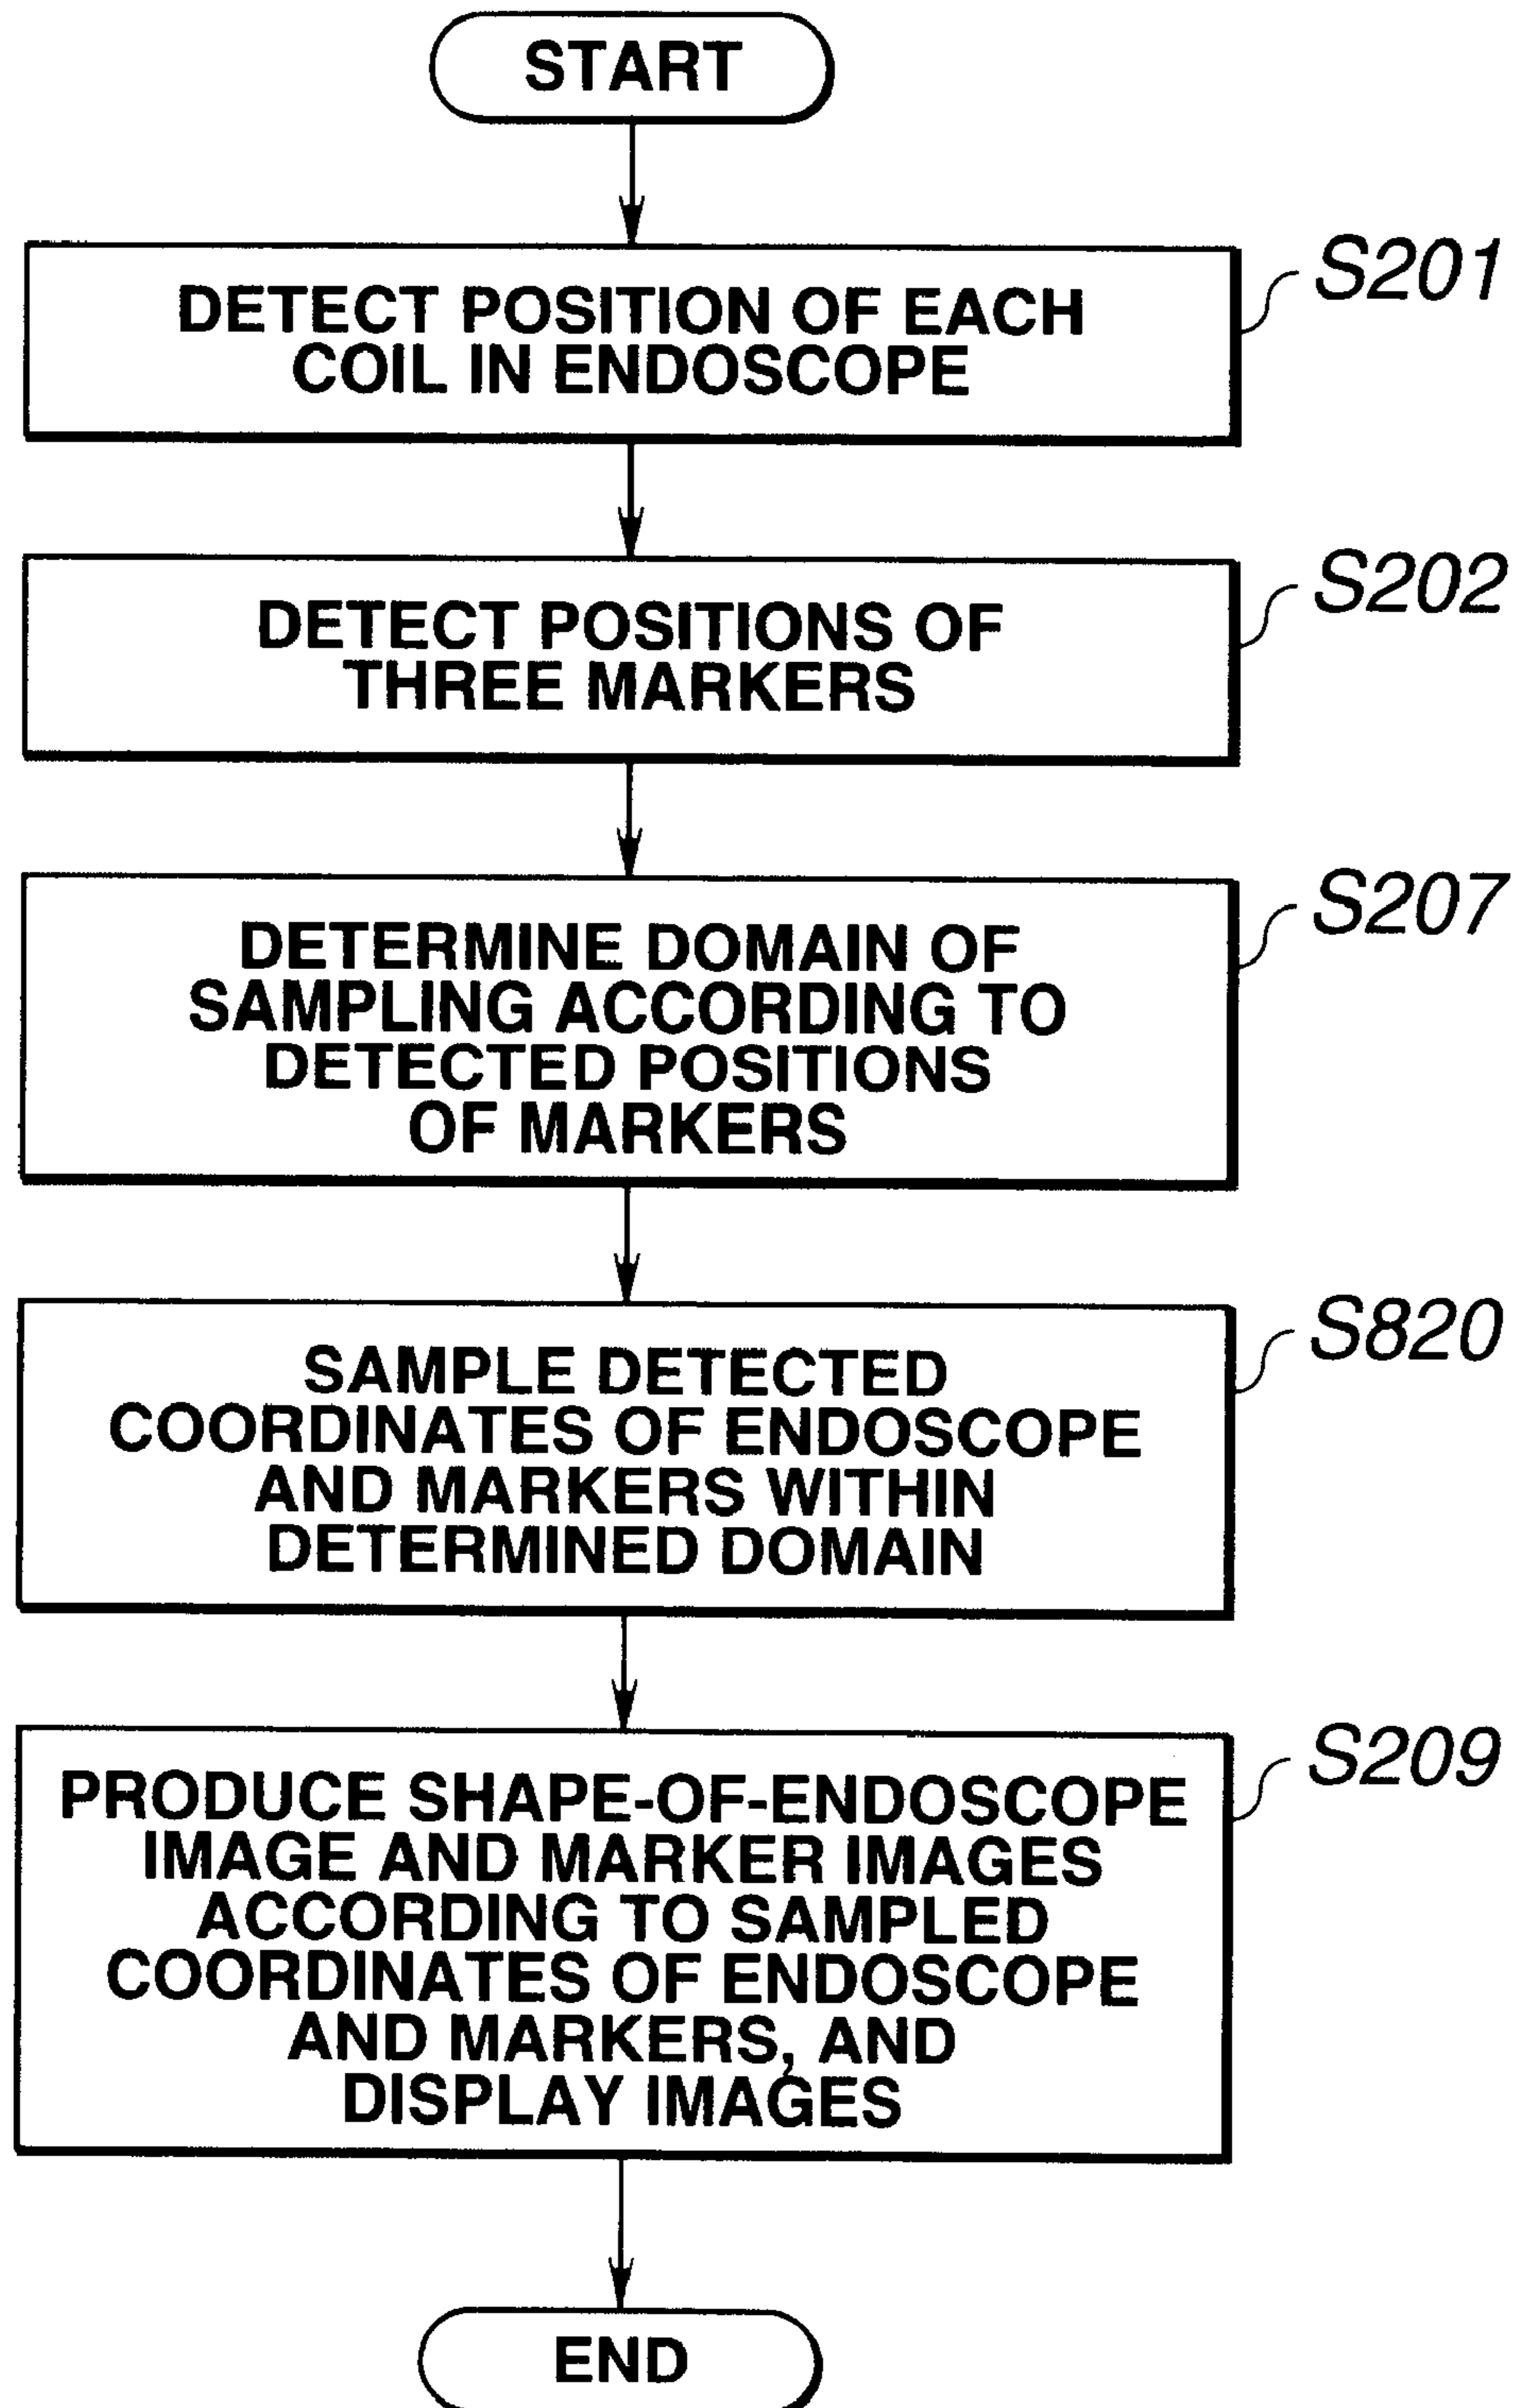 START
DETECT POSITION OF EACH
COIL IN ENDOSCOPE
S201
DETECT POSITIONS OF
THREE MARKERS
S202
DETERMINE DOMAIN OF
SAMPLING ACCORDING TO
DETECTED POSITIONS
OF MARKERS
S207
SAMPLE DETECTED
COORDINATES OF ENDOSCOPE
AND MARKERS WITHIN
DETERMINED DOMAIN
S820
PRODUCE SHAPE-OF-ENDOSCOPE
IMAGE AND MARKER IMAGES
ACCORDING TO SAMPLED
COORDINATES OF ENDOSCOPE
AND MARKERS, AND
DISPLAY IMAGES
S209
END